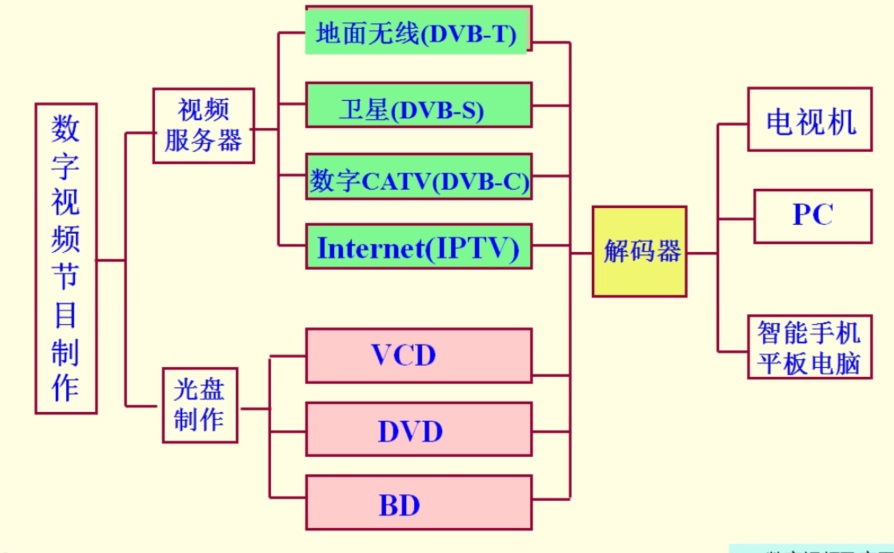 数字视频节目制作
视频
服务器
光盘
制作
地面无线(DVB-T)
卫星(DVB-S)
数字CATV(DVB-C)
Internet(IPTV)
VCD
DVD
BD
解码器
电视机
PC
智能手机
平板电脑